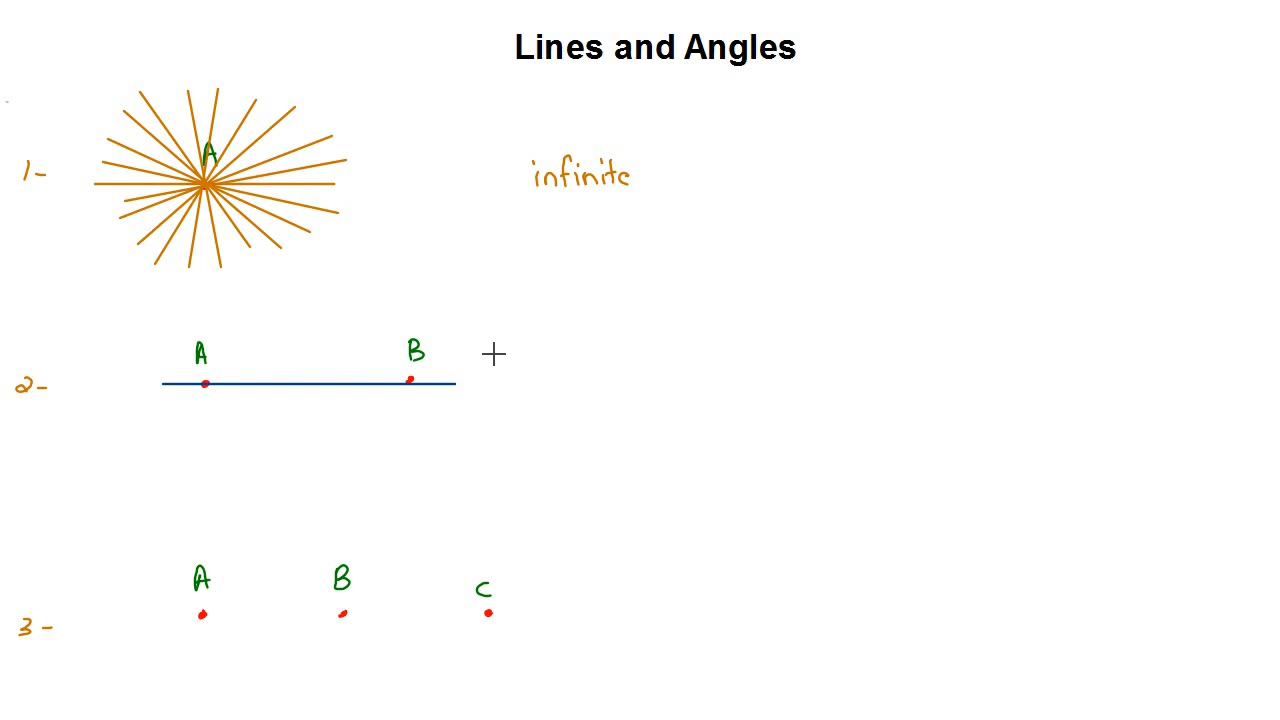 Lines and Angles
1- A infinite
A B
2-
A B C
3-